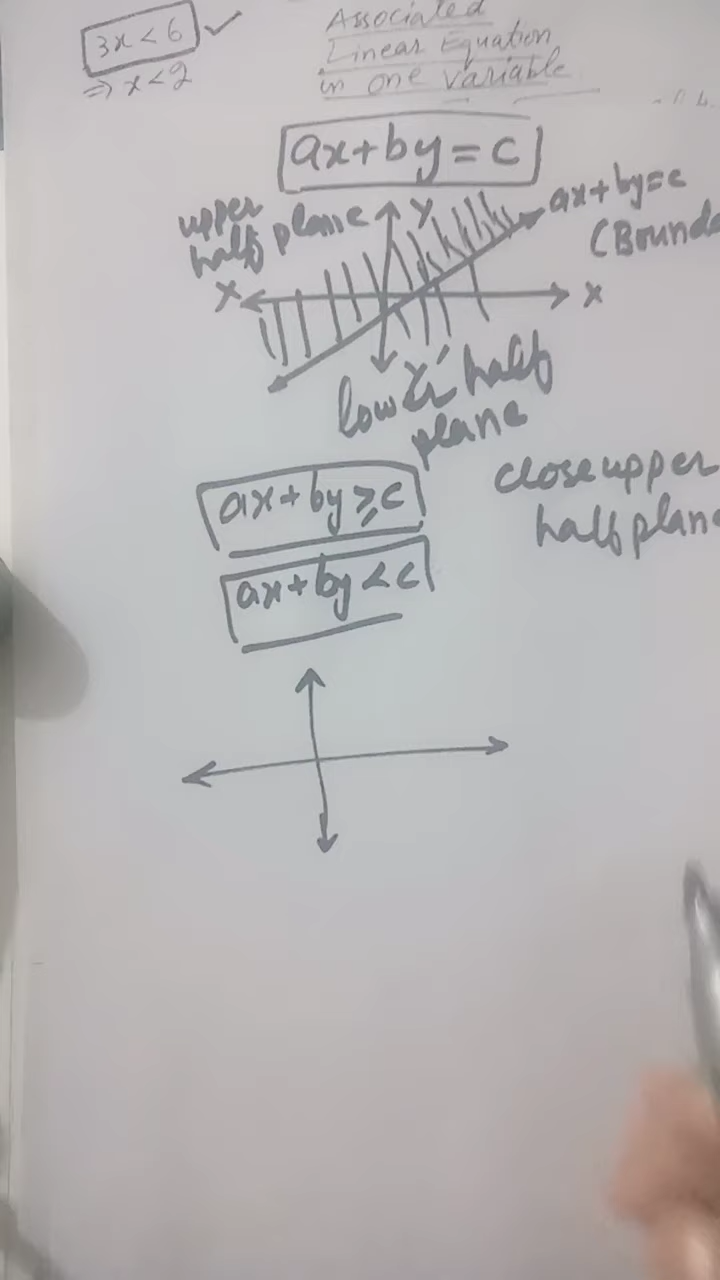 3x < 6
⇒ x < 2
Associated
Linear Equation
in one variable
ax+by=c
upper
half plane
Y
ax+by=c
(Bound
X
X
Y'
lower half
plane
ax+by≥c
close upper
half plane
ax+by<c